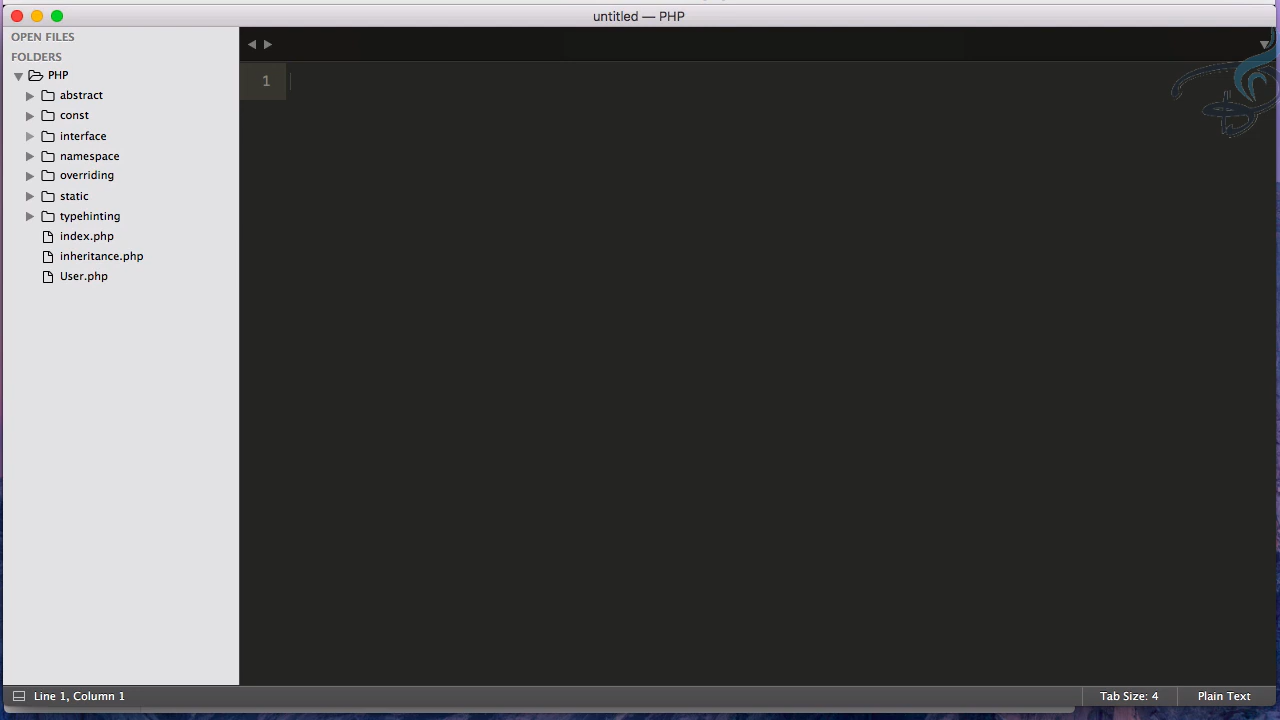 untitled — PHP
OPEN FILES
FOLDERS
PHP
abstract
const
interface
namespace
overriding
static
typehinting
index.php
inheritance.php
User.php
1
Line 1, Column 1
Tab Size: 4
Plain Text